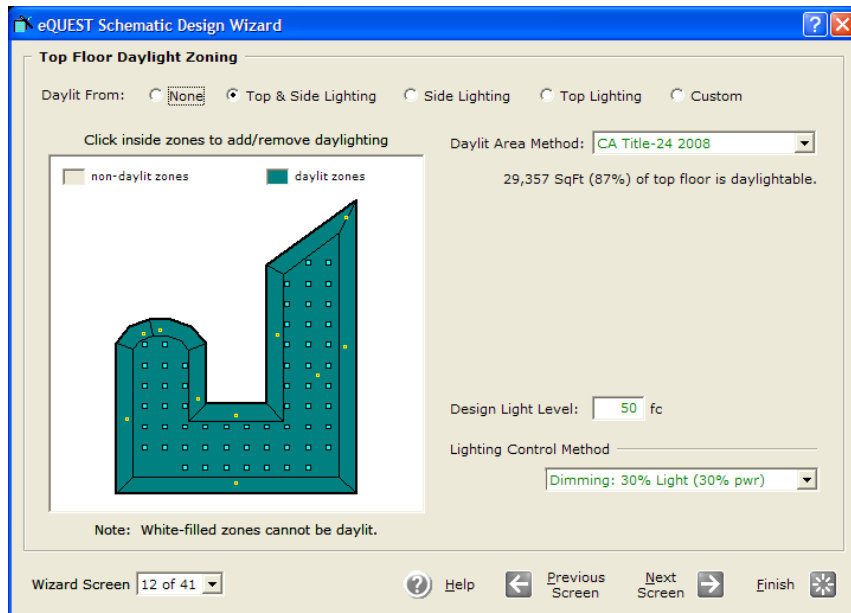 eQUEST Schematic Design Wizard
Top Floor Daylight Zoning
Daylit From: None Top & Side Lighting Side Lighting Top Lighting Custom
Click inside zones to add/remove daylighting
non-daylit zones daylit zones
Daylit Area Method: CA Title-24 2008
29,357 SqFt (87%) of top floor is daylightable.
Design Light Level: 50 fc
Lighting Control Method
Dimming: 30% Light (30% pwr)
Note: White-filled zones cannot be daylit.
Wizard Screen 12 of 41 Help Previous Screen Next Screen Finish